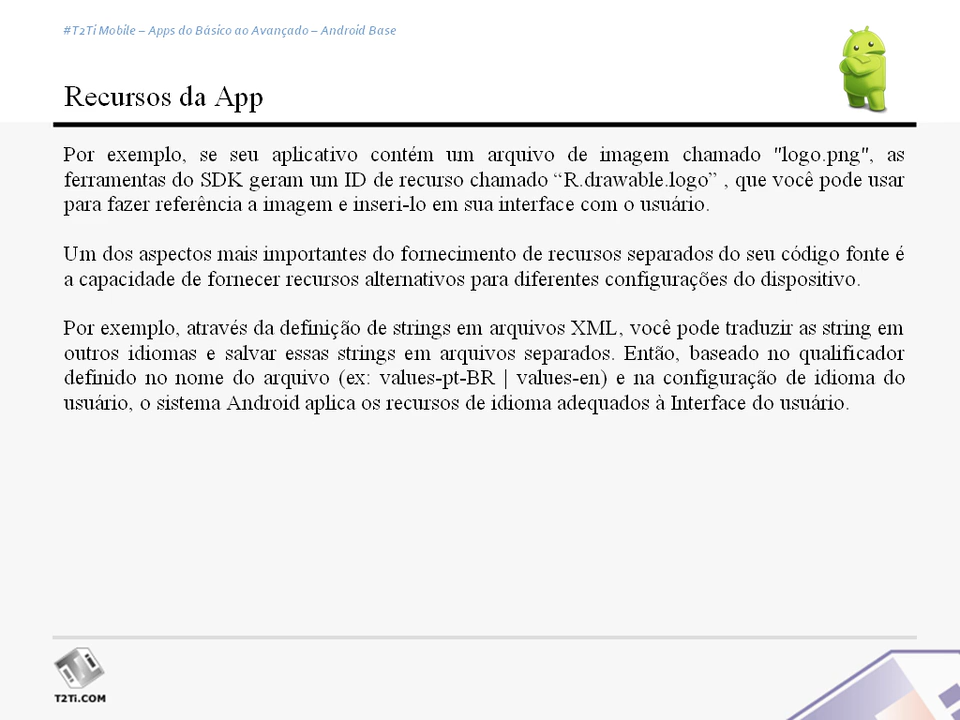 #T2Ti Mobile – Apps do Básico ao Avançado – Android Base
Recursos da App
Por exemplo, se seu aplicativo contém um arquivo de imagem chamado "logo.png", as
ferramentas do SDK geram um ID de recurso chamado “R.drawable.logo” , que você pode usar
para fazer referência a imagem e inseri-lo em sua interface com o usuário.
Um dos aspectos mais importantes do fornecimento de recursos separados do seu código fonte é
a capacidade de fornecer recursos alternativos para diferentes configurações do dispositivo.
Por exemplo, através da definição de strings em arquivos XML, você pode traduzir as string em
outros idiomas e salvar essas strings em arquivos separados. Então, baseado no qualificador
definido no nome do arquivo (ex: values-pt-BR | values-en) e na configuração de idioma do
usuário, o sistema Android aplica os recursos de idioma adequados à Interface do usuário.
T2Ti.COM